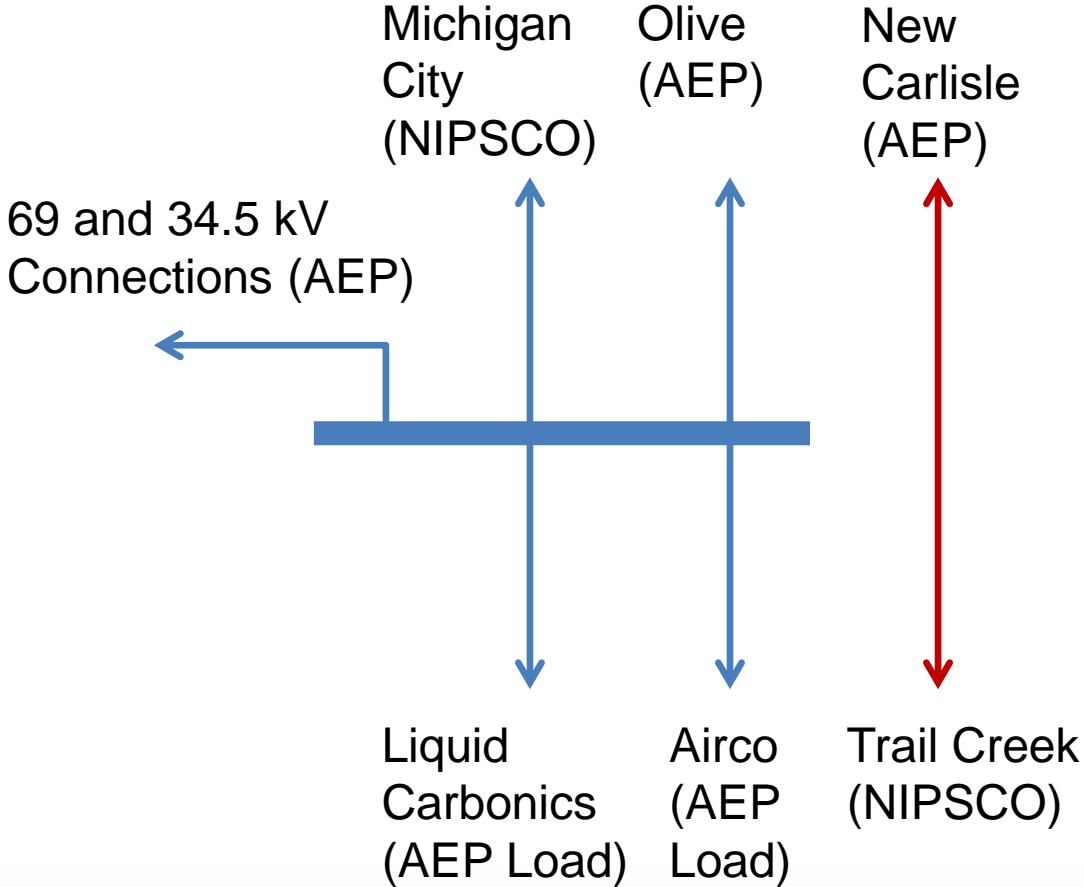 Michigan
City
(NIPSCO)
Olive
(AEP)
New
Carlisle
(AEP)
69 and 34.5 kV
Connections (AEP)
Liquid
Carbonics
(AEP Load)
Airco
(AEP
Load)
Trail Creek
(NIPSCO)